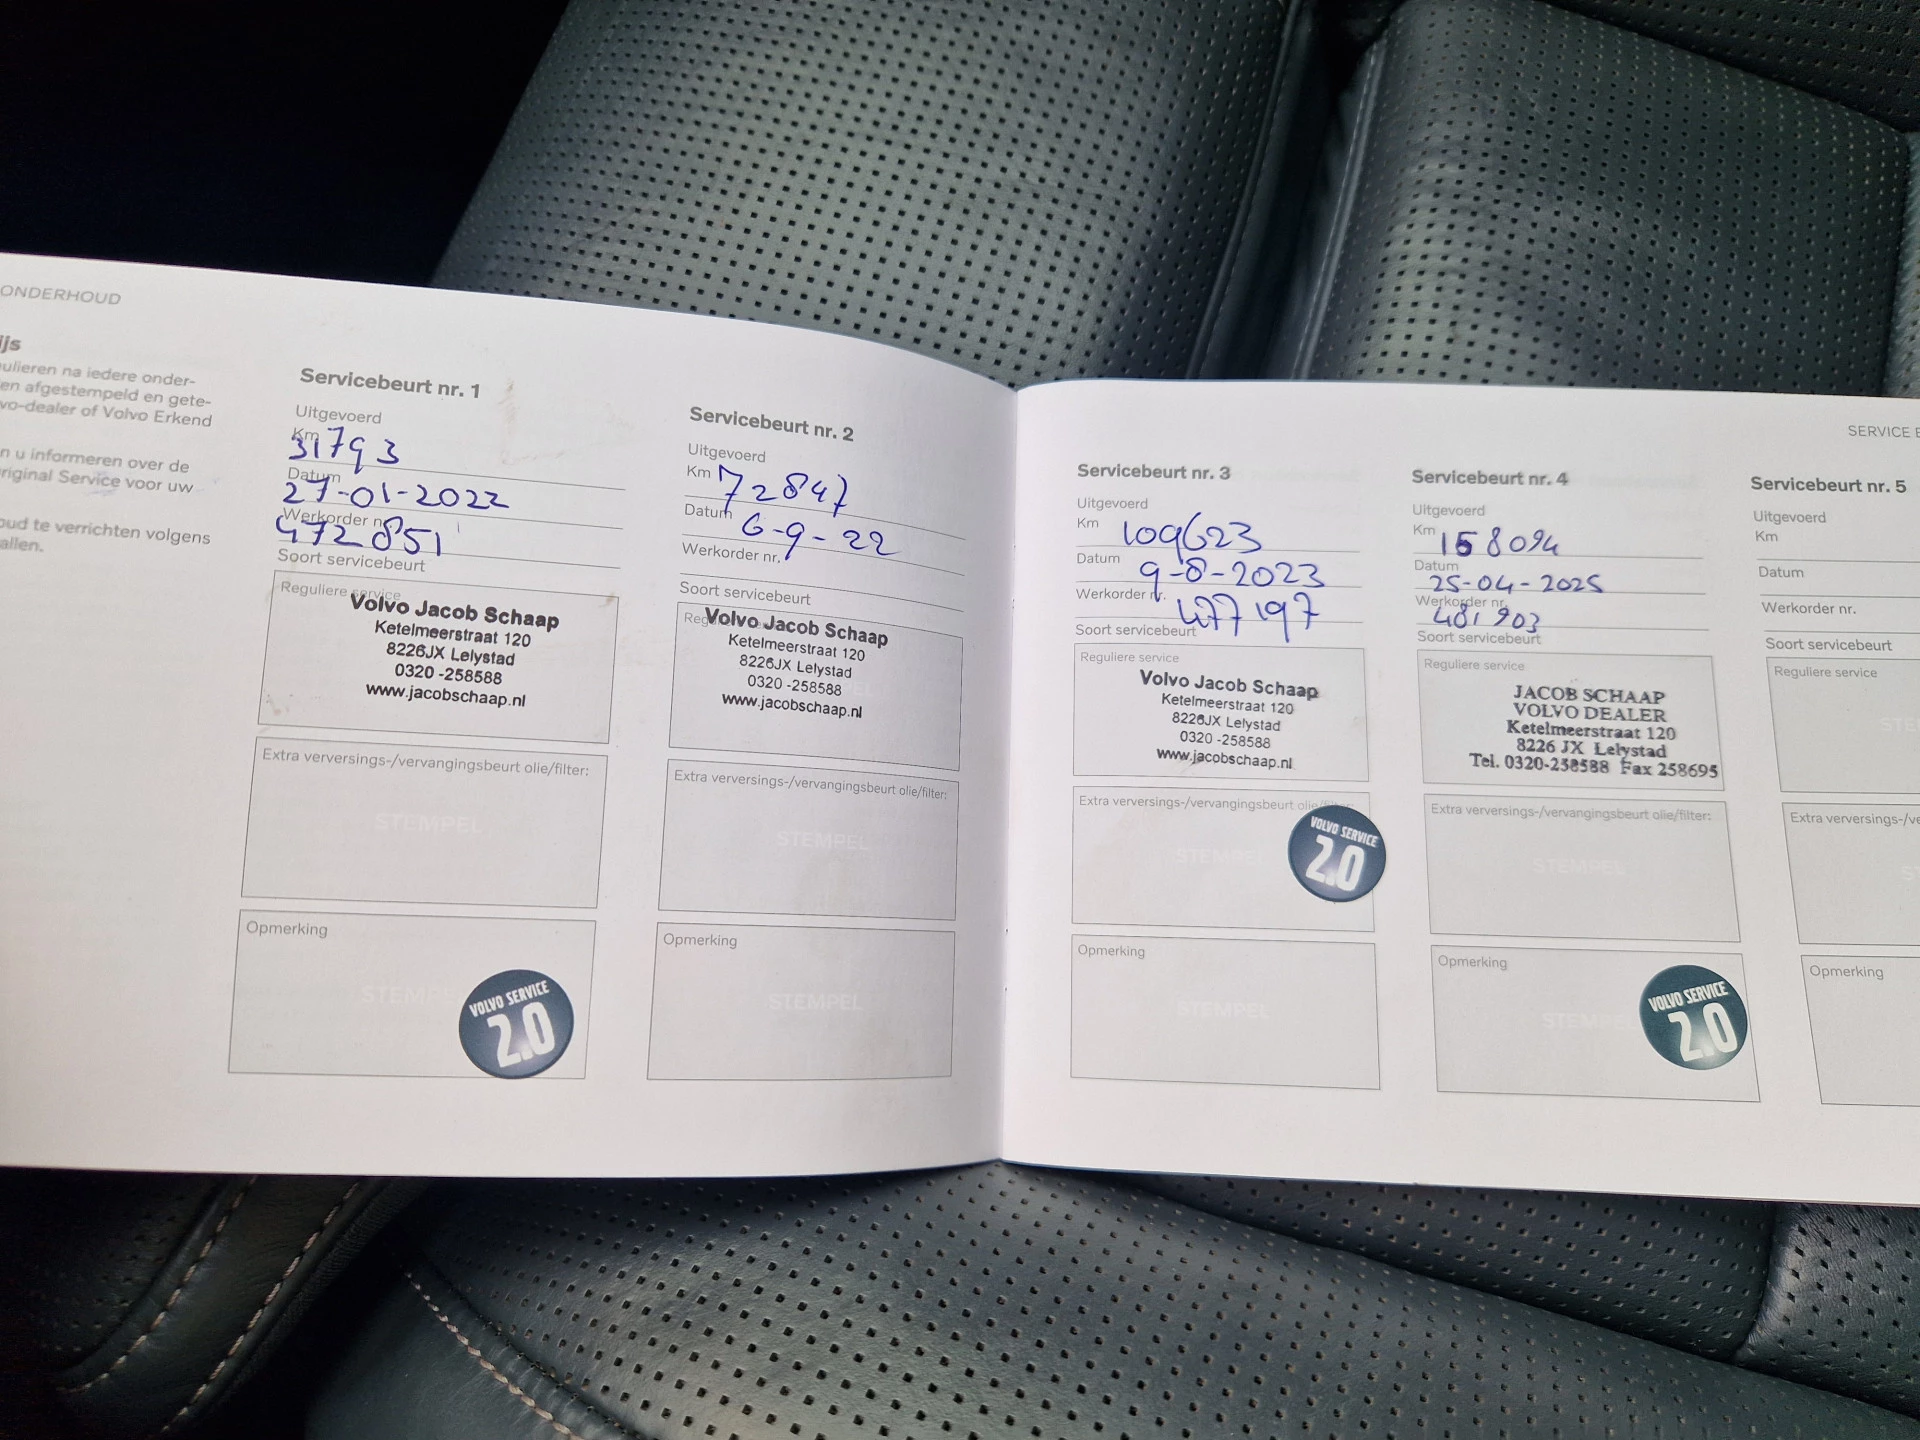 ONDERHOUD
ijs
ulieren na iedere onder-
en afgestempeld en gete-
vo-dealer of Volvo Erkend
n u informeren over de
riginal Service voor uw
oud te verrichten volgens
allen.
Servicebeurt nr. 1
Uitgevoerd
Km 31793
Datum 27-01-2022
Werkorder nr. 472851
Soort servicebeurt
Reguliere service
Volvo Jacob Schaap
Ketelmeerstraat 120
8226JX Lelystad
0320 -258588
www.jacobschaap.nl
Extra verversings-/vervangingsbeurt olie/filter:
STEMPEL
Opmerking
STEMPEL
VOLVO SERVICE
2.0
Servicebeurt nr. 2
Uitgevoerd
Km 72847
Datum 6-9-22
Werkorder nr.
Soort servicebeurt
Volvo Jacob Schaap
Ketelmeerstraat 120
8226JX Lelystad
0320 -258588
www.jacobschaap.nl
Extra verversings-/vervangingsbeurt olie/filter:
STEMPEL
Opmerking
STEMPEL
SERVICE
Servicebeurt nr. 3
Uitgevoerd
Km 109623
Datum 9-8-2023
Werkorder nr. 477197
Soort servicebeurt
Reguliere service
Volvo Jacob Schaap
Ketelmeerstraat 120
8226JX Lelystad
0320 -258588
www.jacobschaap.nl
Extra verversings-/vervangingsbeurt olie/filter:
STEMPEL
VOLVO SERVICE
2.0
Opmerking
STEMPEL
Servicebeurt nr. 4
Uitgevoerd
Km 158094
Datum 25-04-2025
Werkorder nr. 481903
Soort servicebeurt
Reguliere service
JACOB SCHAAP
VOLVO DEALER
Ketelmeerstraat 120
8226 JX Lelystad
Tel. 0320-258588 Fax 258695
Extra verversings-/vervangingsbeurt olie/filter:
STEMPEL
Opmerking
STEMPEL
VOLVO SERVICE
2.0
Servicebeurt nr. 5
Uitgevoerd
Km
Datum
Werkorder nr.
Soort servicebeurt
Reguliere service
STE
Extra verversings-/ve
Opmerking